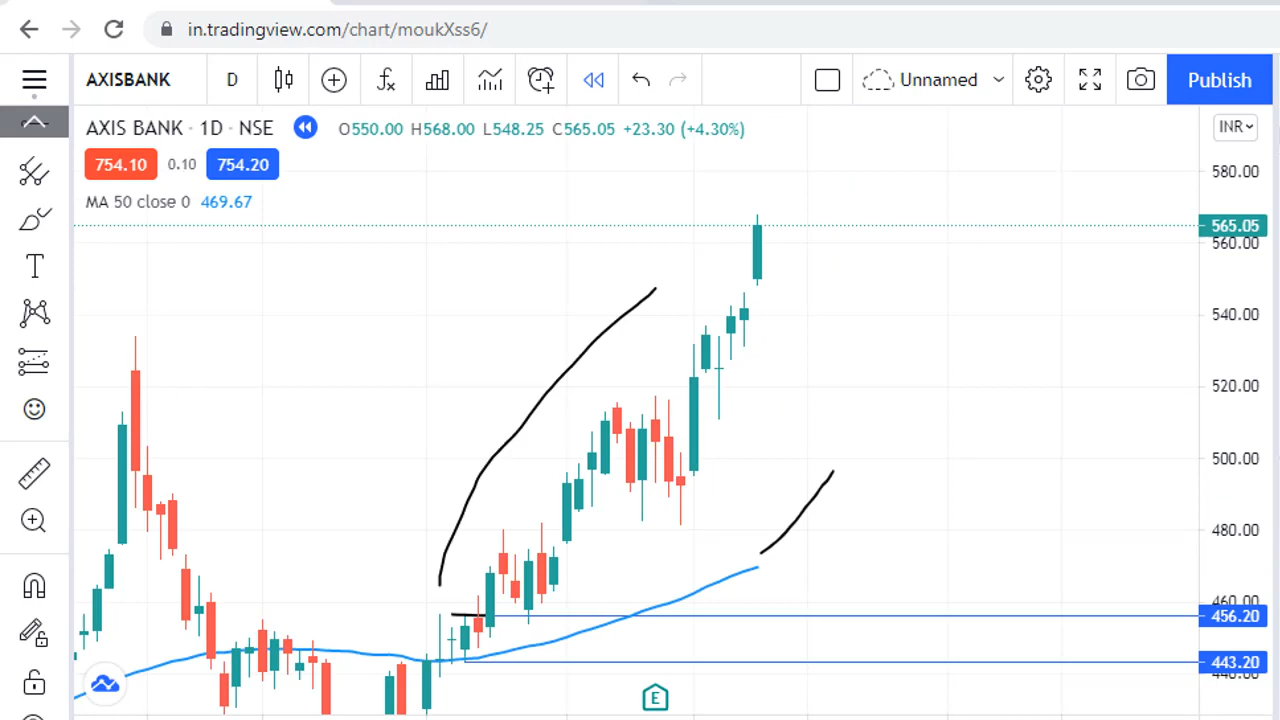 in.tradingview.com/chart/moukXss6/
AXISBANK D Unnamed Publish
AXIS BANK · 1D · NSE O550.00 H568.00 L548.25 C565.05 +23.30 (+4.30%) INR
754.10 0.10 754.20
MA 50 close 0 469.67
580.00
565.05
560.00
540.00
520.00
500.00
480.00
460.00
456.20
443.20
440.00
E